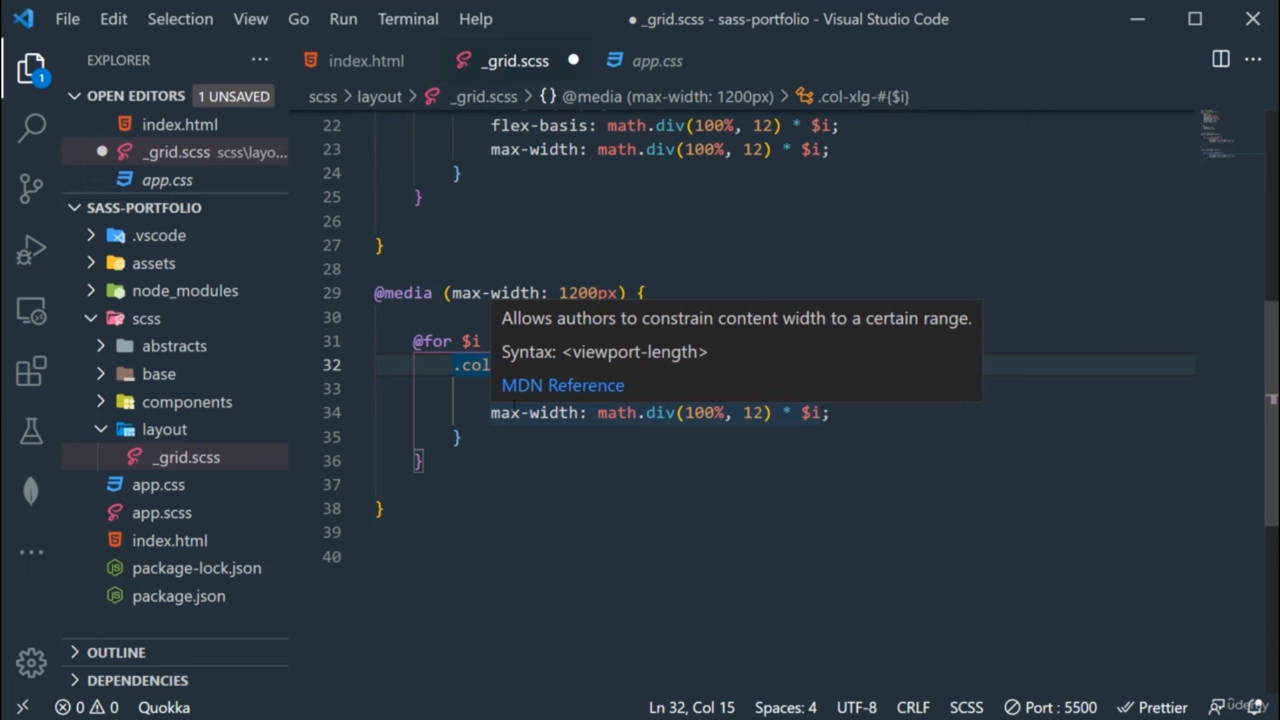 File Edit Selection View Go Run Terminal Help
● _grid.scss - sass-portfolio - Visual Studio Code
EXPLORER
1
index.html
_grid.scss
app.css
OPEN EDITORS
1 UNSAVED
scss > layout > _grid.scss > {} @media (max-width: 1200px) > .col-xlg-#{$i}
index.html
_grid.scss scss\layo...
app.css
SASS-PORTFOLIO
.vscode
assets
node_modules
scss
abstracts
base
components
layout
_grid.scss
app.css
app.scss
index.html
package-lock.json
package.json
OUTLINE
DEPENDENCIES
22 flex-basis: math.div(100%, 12) * $i;
23 max-width: math.div(100%, 12) * $i;
24 }
25 }
26
27 }
28
29 @media (max-width: 1200px) {
30
31 @for $i
32 .col
33
34 max-width: math.div(100%, 12) * $i;
35 }
36 }
37
38 }
39
40
Allows authors to constrain content width to a certain range.
Syntax: <viewport-length>
MDN Reference
0 0 Quokka
Ln 32, Col 15 Spaces: 4 UTF-8 CRLF SCSS Port : 5500 Prettier
udemy